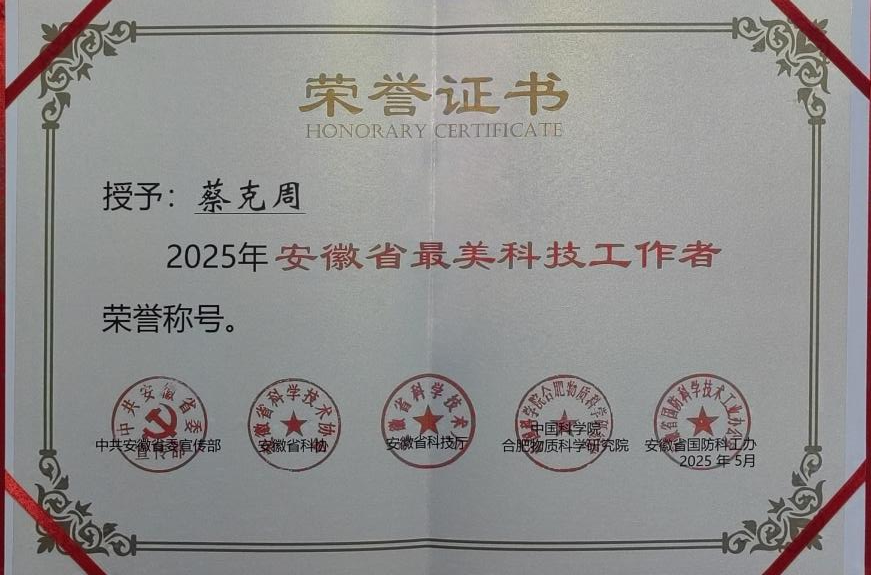 荣誉证书
HONORARY CERTIFICATE
授予：蔡克周
2025年安徽省最美科技工作者
荣誉称号。
中共安徽省委宣传部
安徽省科协
安徽省科技厅
中国科学院
合肥物质科学研究院
安徽省国防科工办
2025 年 5月